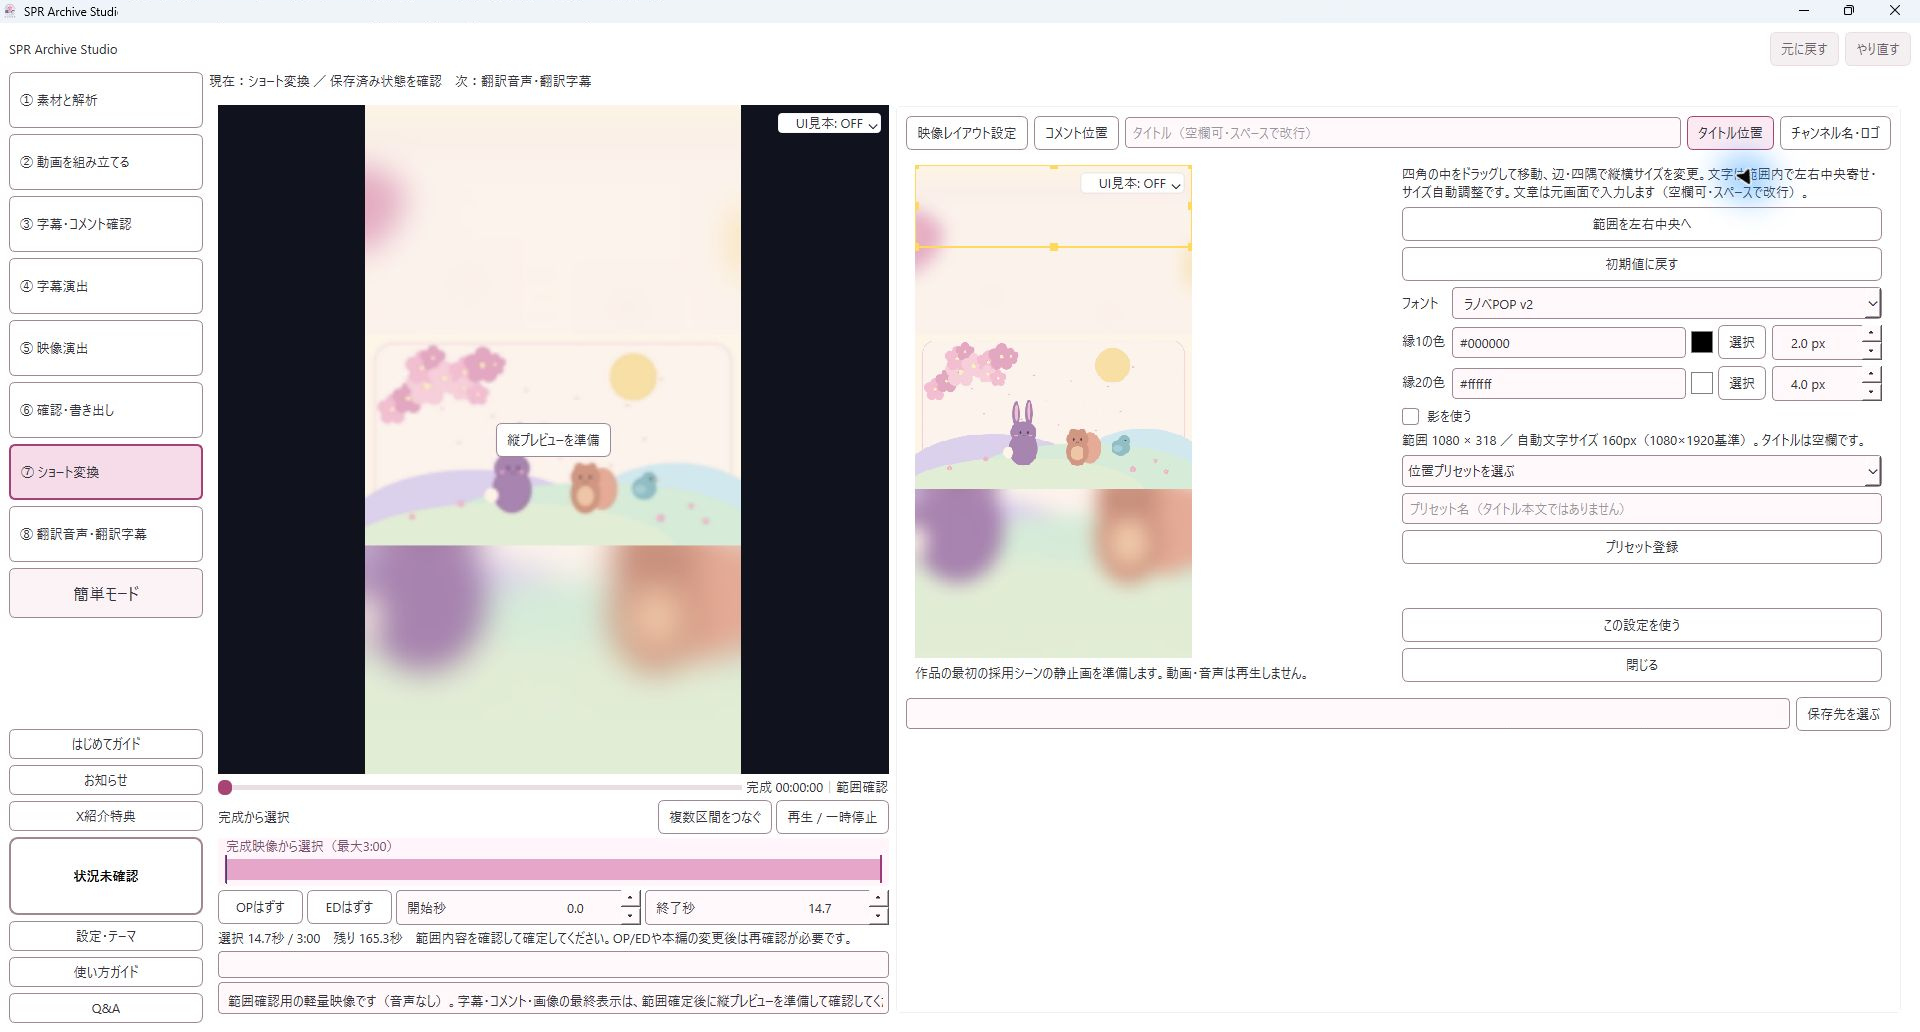 SPR Archive Studi
SPR Archive Studio
元に戻す
やり直す
現在：ショート変換 ／ 保存済み状態を確認　次：翻訳音声・翻訳字幕
① 素材と解析
② 動画を組み立てる
③ 字幕・コメント確認
④ 字幕演出
⑤ 映像演出
⑥ 確認・書き出し
⑦ ショート変換
⑧ 翻訳音声・翻訳字幕
簡単モード
はじめてガイド
お知らせ
X紹介特典
状況未確認
設定・テーマ
使い方ガイド
Q&A
UI見本: OFF
縦プレビューを準備
完成 00:00:00
範囲確認
完成から選択
複数区間をつなぐ
再生 / 一時停止
完成映像から選択（最大3:00）
OPはずす
EDはずす
開始秒 0.0
終了秒 14.7
選択 14.7秒 / 3:00　残り 165.3秒　範囲内容を確認して確定してください。OP/EDや本編の変更後は再確認が必要です。
範囲確認用の軽量映像です（音声なし）。字幕・コメント・画像の最終表示は、範囲確定後に縦プレビューを準備して確認してく
映像レイアウト設定
コメント位置
タイトル（空欄可・スペースで改行）
タイトル位置
チャンネル名・ロゴ
UI見本: OFF
作品の最初の採用シーンの静止画を準備します。動画・音声は再生しません。
四角の中をドラッグして移動、辺・四隅で縦横サイズを変更。文字は範囲内で左右中央寄せ・
サイズ自動調整です。文章は元画面で入力します（空欄可・スペースで改行）。
範囲を左右中央へ
初期値に戻す
フォント ラノベPOP v2
縁1の色 #000000 選択 2.0 px
縁2の色 #ffffff 選択 4.0 px
影を使う
範囲 1080 × 318 ／ 自動文字サイズ 160px（1080×1920基準）。タイトルは空欄です。
位置プリセットを選ぶ
プリセット名（タイトル本文ではありません）
プリセット登録
この設定を使う
閉じる
保存先を選ぶ